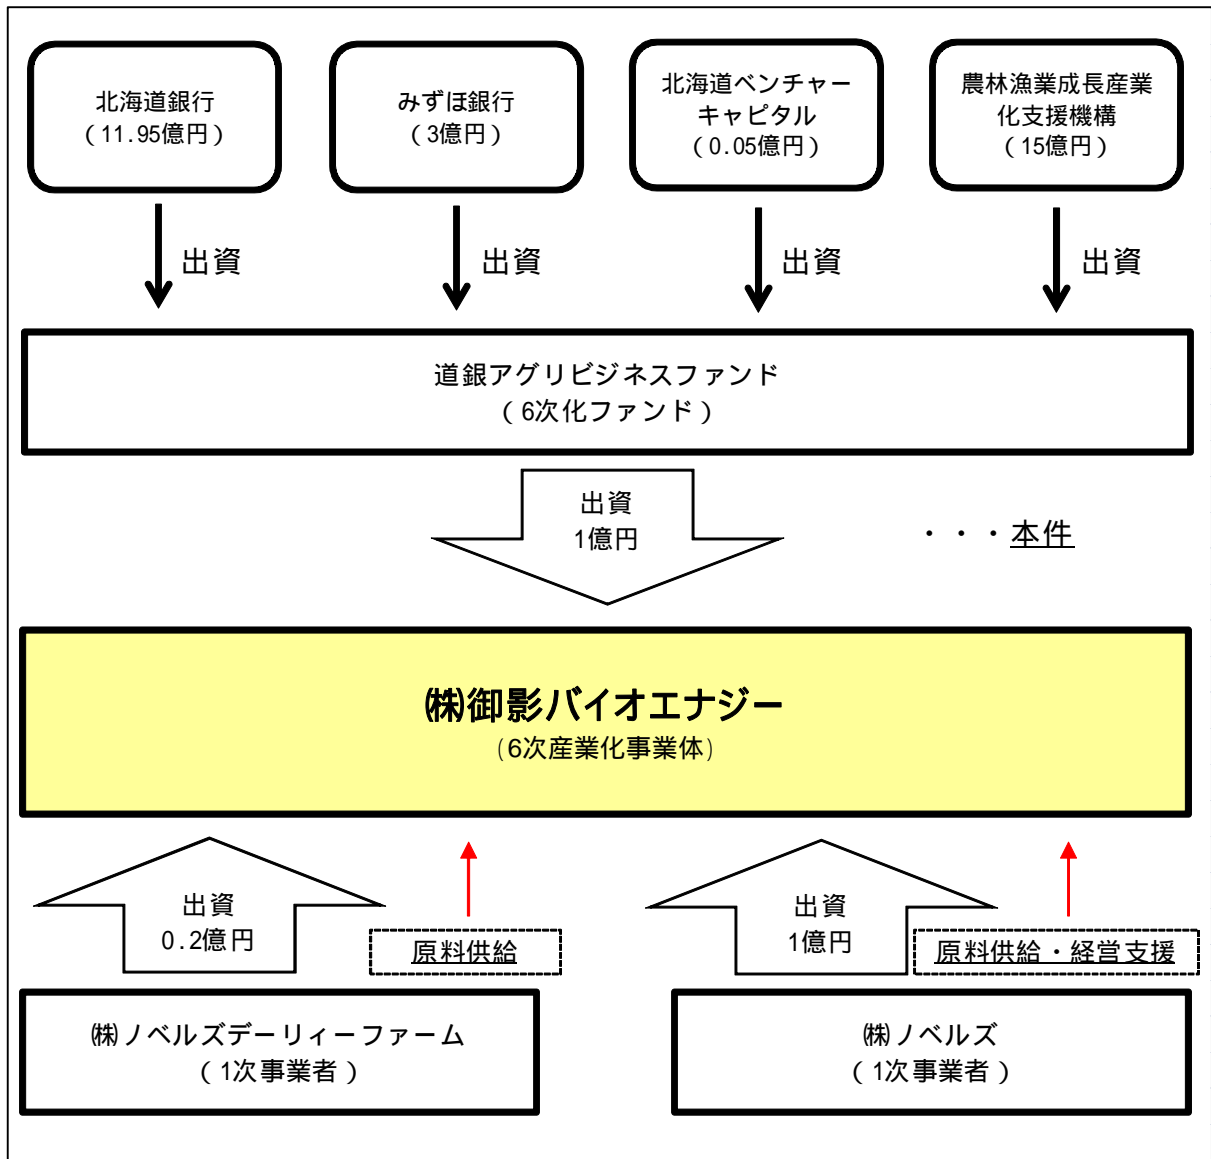 北海道銀行
(11.95億円)
みずほ銀行
(3億円)
北海道ベンチャー
キャピタル
(0.05億円)
農林漁業成長産業
化支援機構
(15億円)
出資
出資
出資
出資
道銀アグリビジネスファンド
(6次化ファンド)
出資
1億円
・・・本件
㈱御影バイオエナジー
(6次産業化事業体)
出資
0.2億円
原料供給
出資
1億円
原料供給・経営支援
㈱ノベルズデーリィーファーム
(1次事業者)
㈱ノベルズ
(1次事業者)